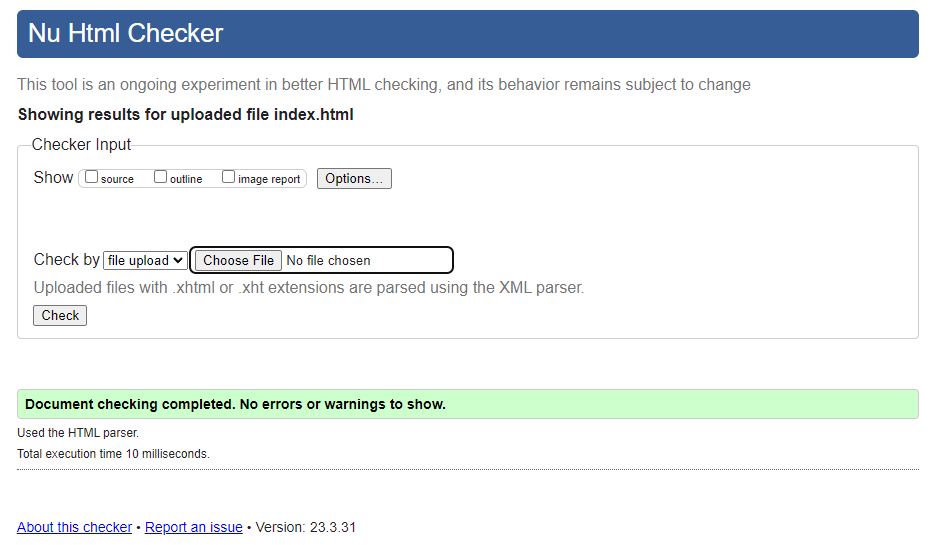 Nu Html Checker
This tool is an ongoing experiment in better HTML checking, and its behavior remains subject to change
Showing results for uploaded file index.html
Checker Input
Show source outline image report Options...
Check by file upload Choose File No file chosen
Uploaded files with .xhtml or .xht extensions are parsed using the XML parser.
Check
Document checking completed. No errors or warnings to show.
Used the HTML parser.
Total execution time 10 milliseconds.
About this checker • Report an issue • Version: 23.3.31